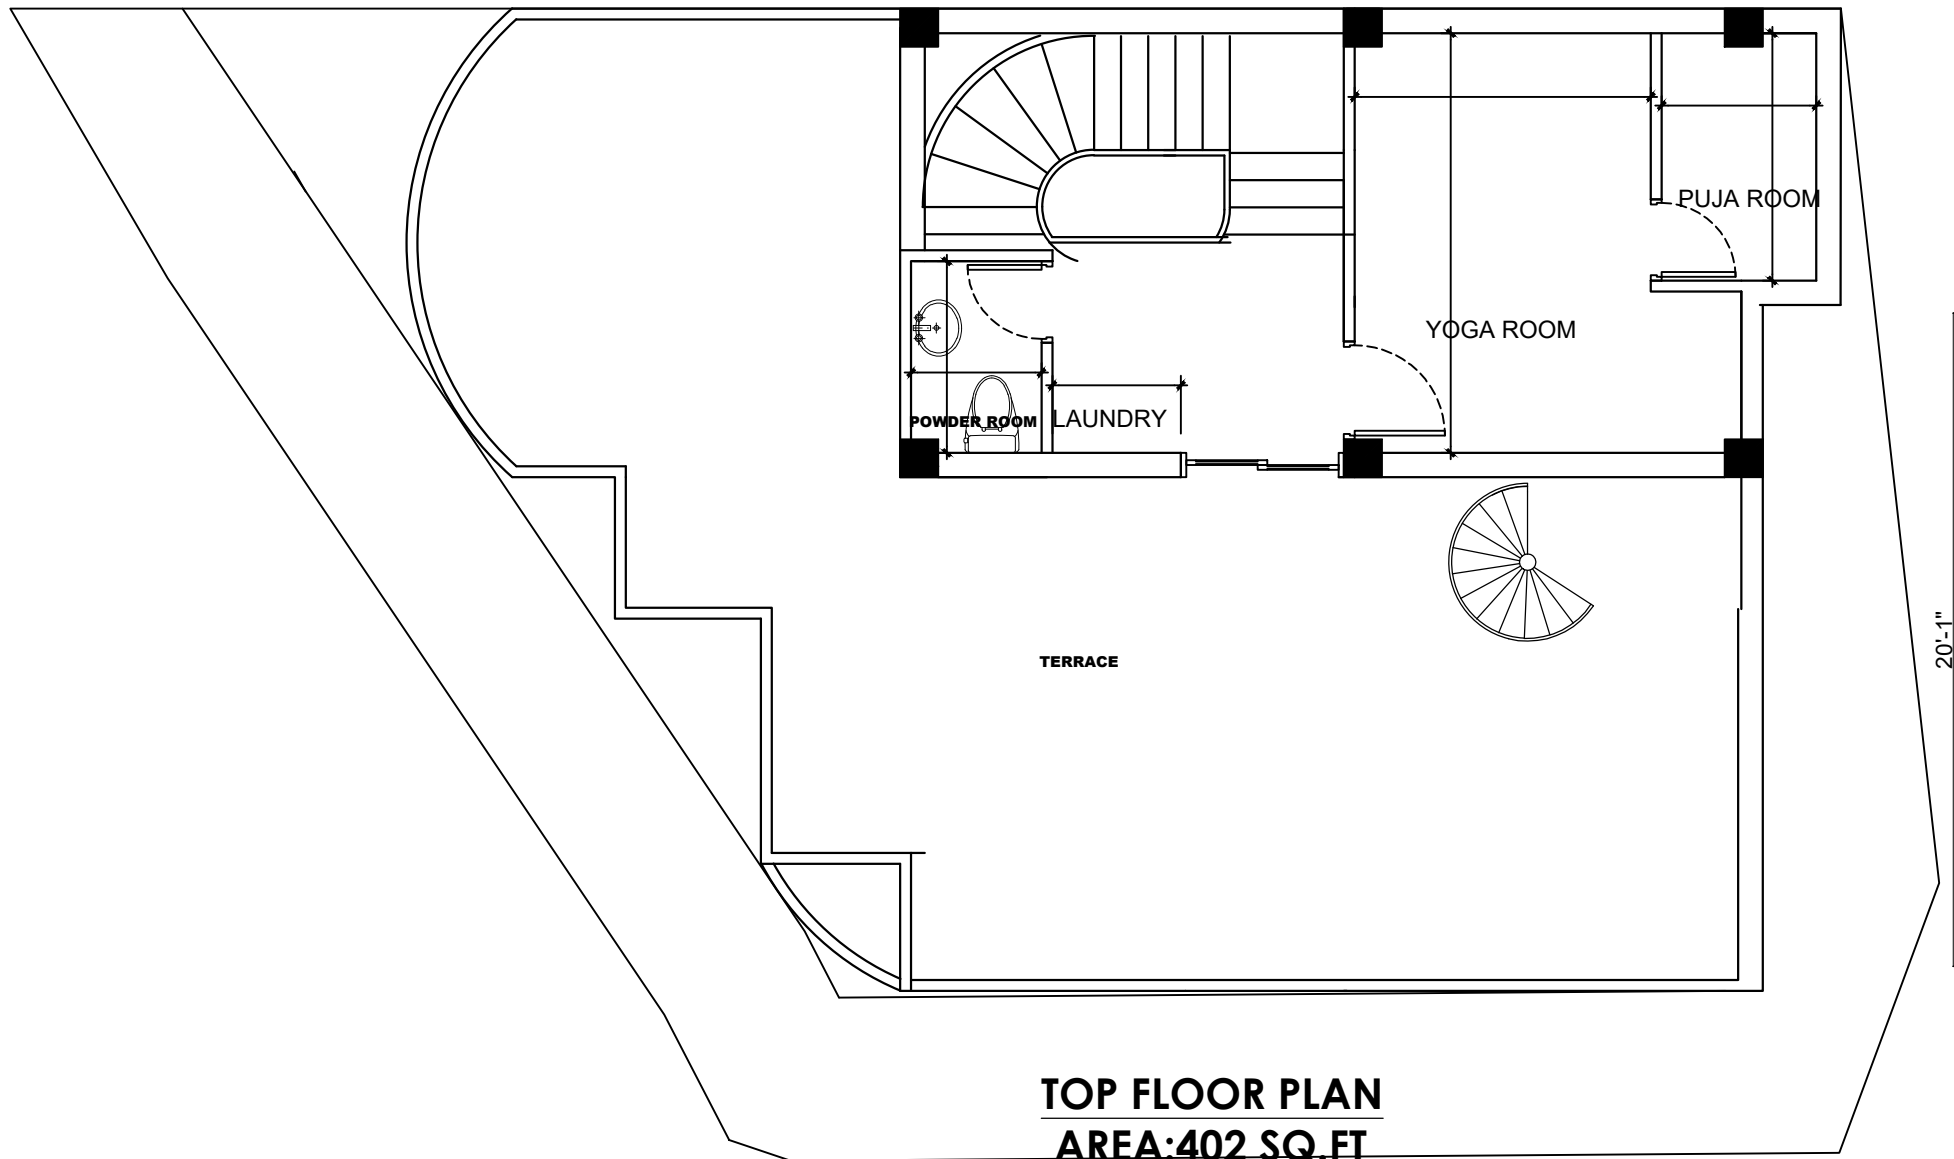 PUJA ROOM
YOGA ROOM
POWDER ROOM
LAUNDRY
20'-1"
TERRACE
TOP FLOOR PLAN
AREA:402 SQ.FT